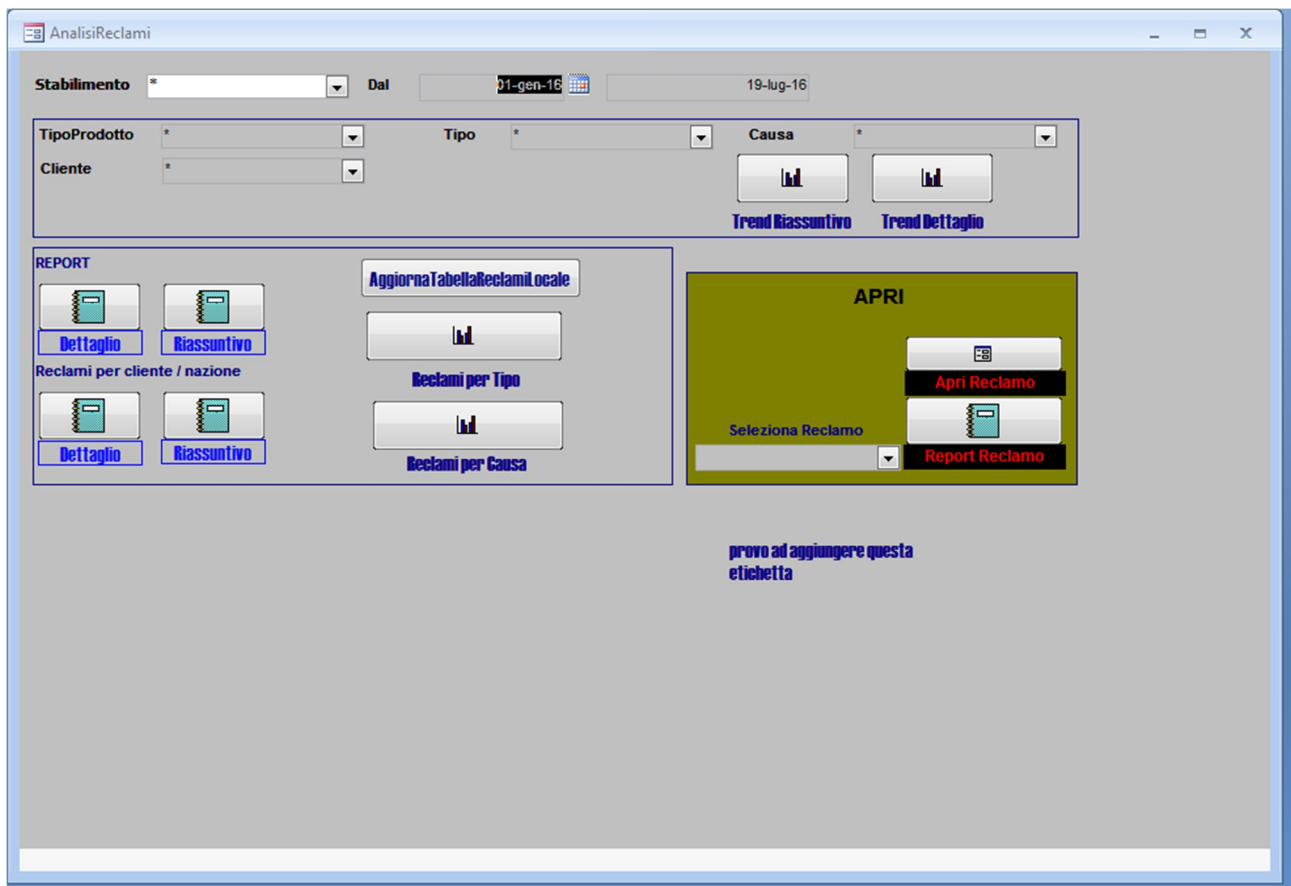 AnalisiReclami
Stabilimento * Dal 01-gen-16 19-lug-16
TipoProdotto * Tipo * Causa *
Cliente *
Trend Riassuntivo Trend Dettaglio
REPORT
AggiornaTabellaReclamiLocale
Dettaglio Riassuntivo
Reclami per Tipo
Reclami per cliente / nazione
Dettaglio Riassuntivo
Reclami per Causa
APRI
Apri Reclamo
Seleziona Reclamo
Report Reclamo
provo ad aggiungere questa
etichetta